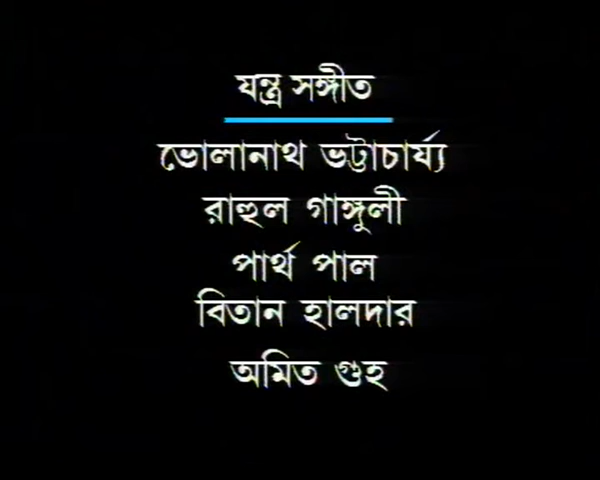 যন্ত্র সঙ্গীত
ভোলানাথ ভট্টাচার্য্য
রাহুল গাঙ্গুলী
পার্থ পাল
বিতান হালদার
অমিত গুহ